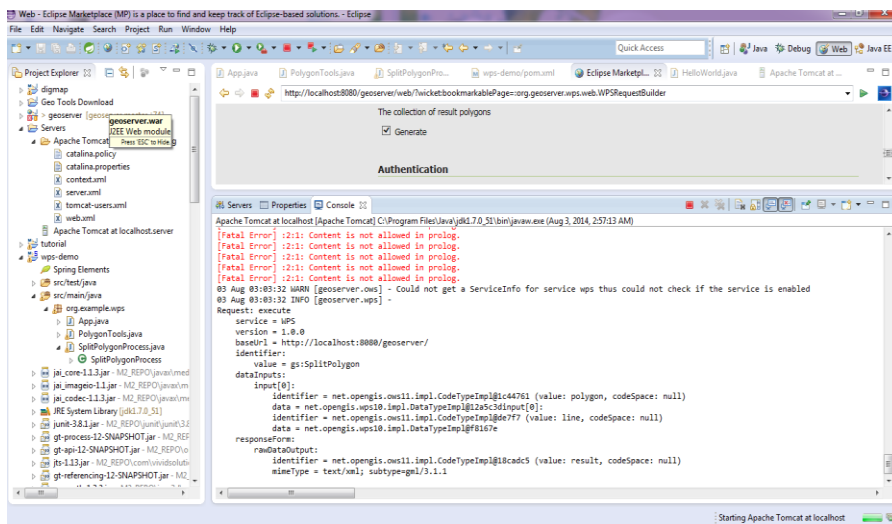 Web - Eclipse Marketplace (MP) is a place to find and keep track of Eclipse-based solutions. - Eclipse
File Edit Navigate Search Project Run Window Help
Quick Access
Java Debug Web Java EE
Project Explorer
App.java PolygonTools.java SplitPolygonPro... wps-demo/pom.xml Eclipse Marketpl... HelloWorld.java Apache Tomcat at ...
http://localhost:8080/geoserver/web/?wicket:bookmarkablePage=:org.geoserver.wps.web.WPSRequestBuilder
digmap
Geo Tools Download
> geoserver
geoserver.war
J2EE Web module
Press 'ESC' to Hide
Servers
Apache Tomcat
catalina.policy
catalina.properties
context.xml
server.xml
tomcat-users.xml
web.xml
Apache Tomcat at localhost.server
tutorial
wps-demo
Spring Elements
src/test/java
src/main/java
org.example.wps
App.java
PolygonTools.java
SplitPolygonProcess.java
SplitPolygonProcess
jai_core-1.1.3.jar - M2_REPO\javax\med
jai_imageio-1.1.jar - M2_REPO\javax\m
jai_codec-1.1.3.jar - M2_REPO\javax\me
JRE System Library [jdk1.7.0_51]
junit-3.8.1.jar - M2_REPO\junit\junit\3.8
gt-process-12-SNAPSHOT.jar - M2_REF
gt-api-12-SNAPSHOT.jar - M2_REPO\o
jts-1.13.jar - M2_REPO\com\vividsoluti
gt-referencing-12-SNAPSHOT.jar - M2_
The collection of result polygons
Generate
Authentication
Servers Properties Console
Apache Tomcat at localhost [Apache Tomcat] C:\Program Files\Java\jdk1.7.0_51\bin\javaw.exe (Aug 3, 2014, 2:57:13 AM)
[Fatal Error] :2:1: Content is not allowed in prolog.
[Fatal Error] :2:1: Content is not allowed in prolog.
[Fatal Error] :2:1: Content is not allowed in prolog.
[Fatal Error] :2:1: Content is not allowed in prolog.
[Fatal Error] :2:1: Content is not allowed in prolog.
03 Aug 03:03:32 WARN [geoserver.ows] - Could not get a ServiceInfo for service wps thus could not check if the service is enabled
03 Aug 03:03:32 INFO [geoserver.wps] -
Request: execute
service = WPS
version = 1.0.0
baseUrl = http://localhost:8080/geoserver/
identifier:
value = gs:SplitPolygon
dataInputs:
input[0]:
identifier = net.opengis.ows11.impl.CodeTypeImpl@1c44761 (value: polygon, codeSpace: null)
data = net.opengis.wps10.impl.DataTypeImpl@12a5c3dinput[0]:
identifier = net.opengis.ows11.impl.CodeTypeImpl@de7f7 (value: line, codeSpace: null)
data = net.opengis.wps10.impl.DataTypeImpl@f8167e
responseForm:
rawDataOutput:
identifier = net.opengis.ows11.impl.CodeTypeImpl@18cadc5 (value: result, codeSpace: null)
mimeType = text/xml; subtype=gml/3.1.1
Starting Apache Tomcat at localhost